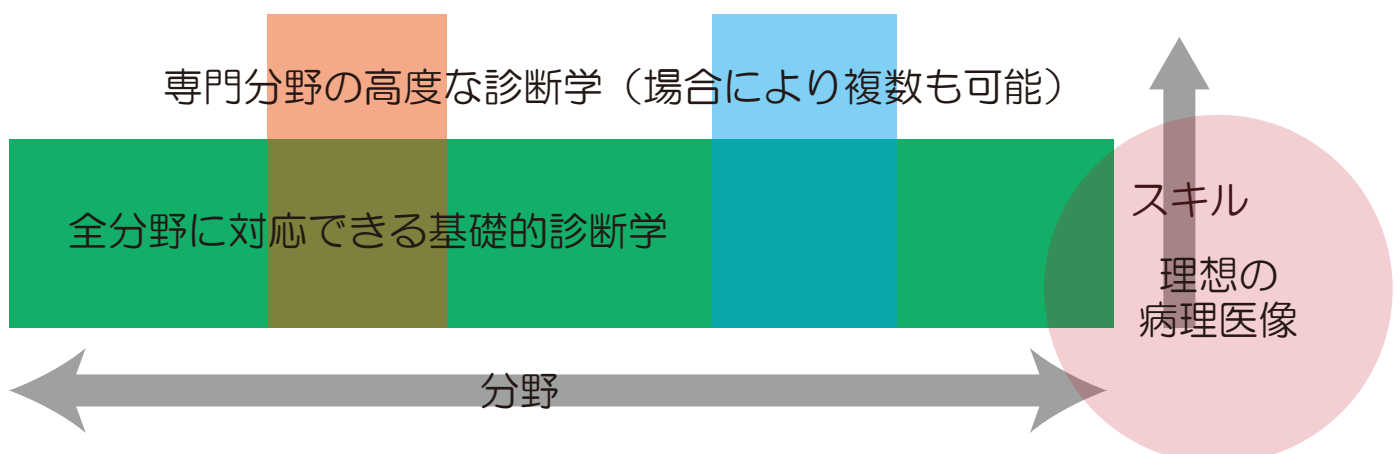 専門分野の高度な診断学（場合により複数も可能）
全分野に対応できる基礎的診断学
スキル
理想の
病理医像
分野